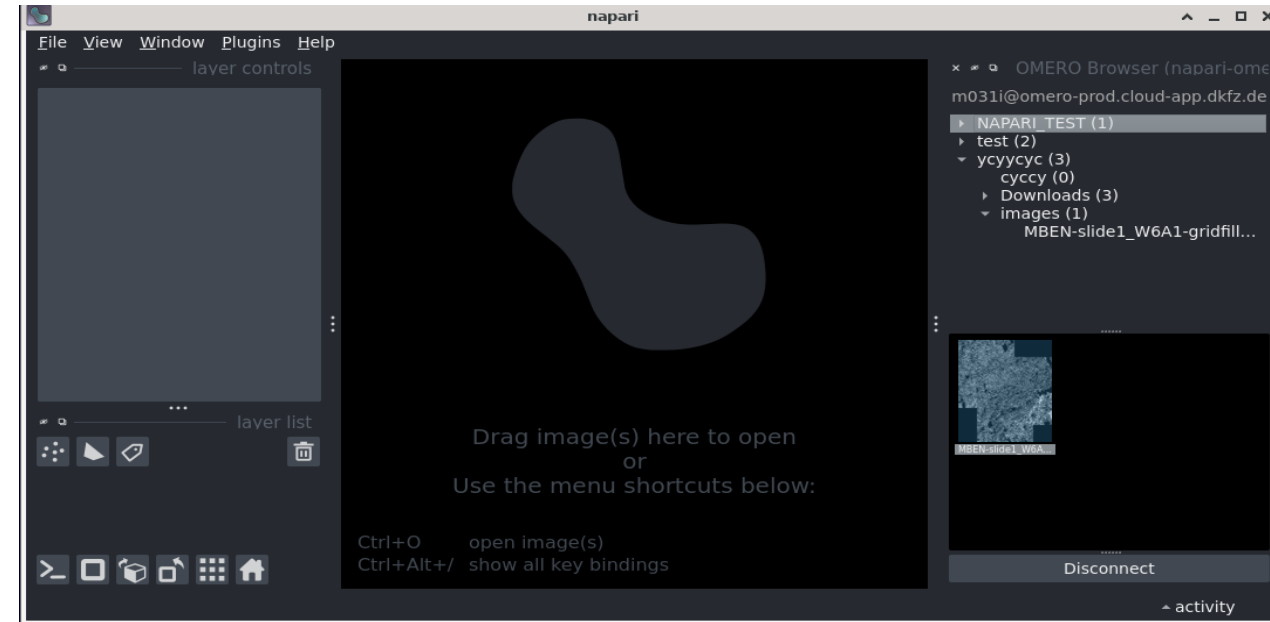 napari
File View Window Plugins Help
layer controls
OMERO Browser (napari-ome
m031i@omero-prod.cloud-app.dkfz.de
NAPARI_TEST (1)
test (2)
ycyycyc (3)
cyccy (0)
Downloads (3)
images (1)
MBEN-slide1_W6A1-gridfill...
layer list
Drag image(s) here to open
or
Use the menu shortcuts below:
Ctrl+O open image(s)
Ctrl+Alt+/ show all key bindings
MBEN-slide1_W6A...
Disconnect
activity